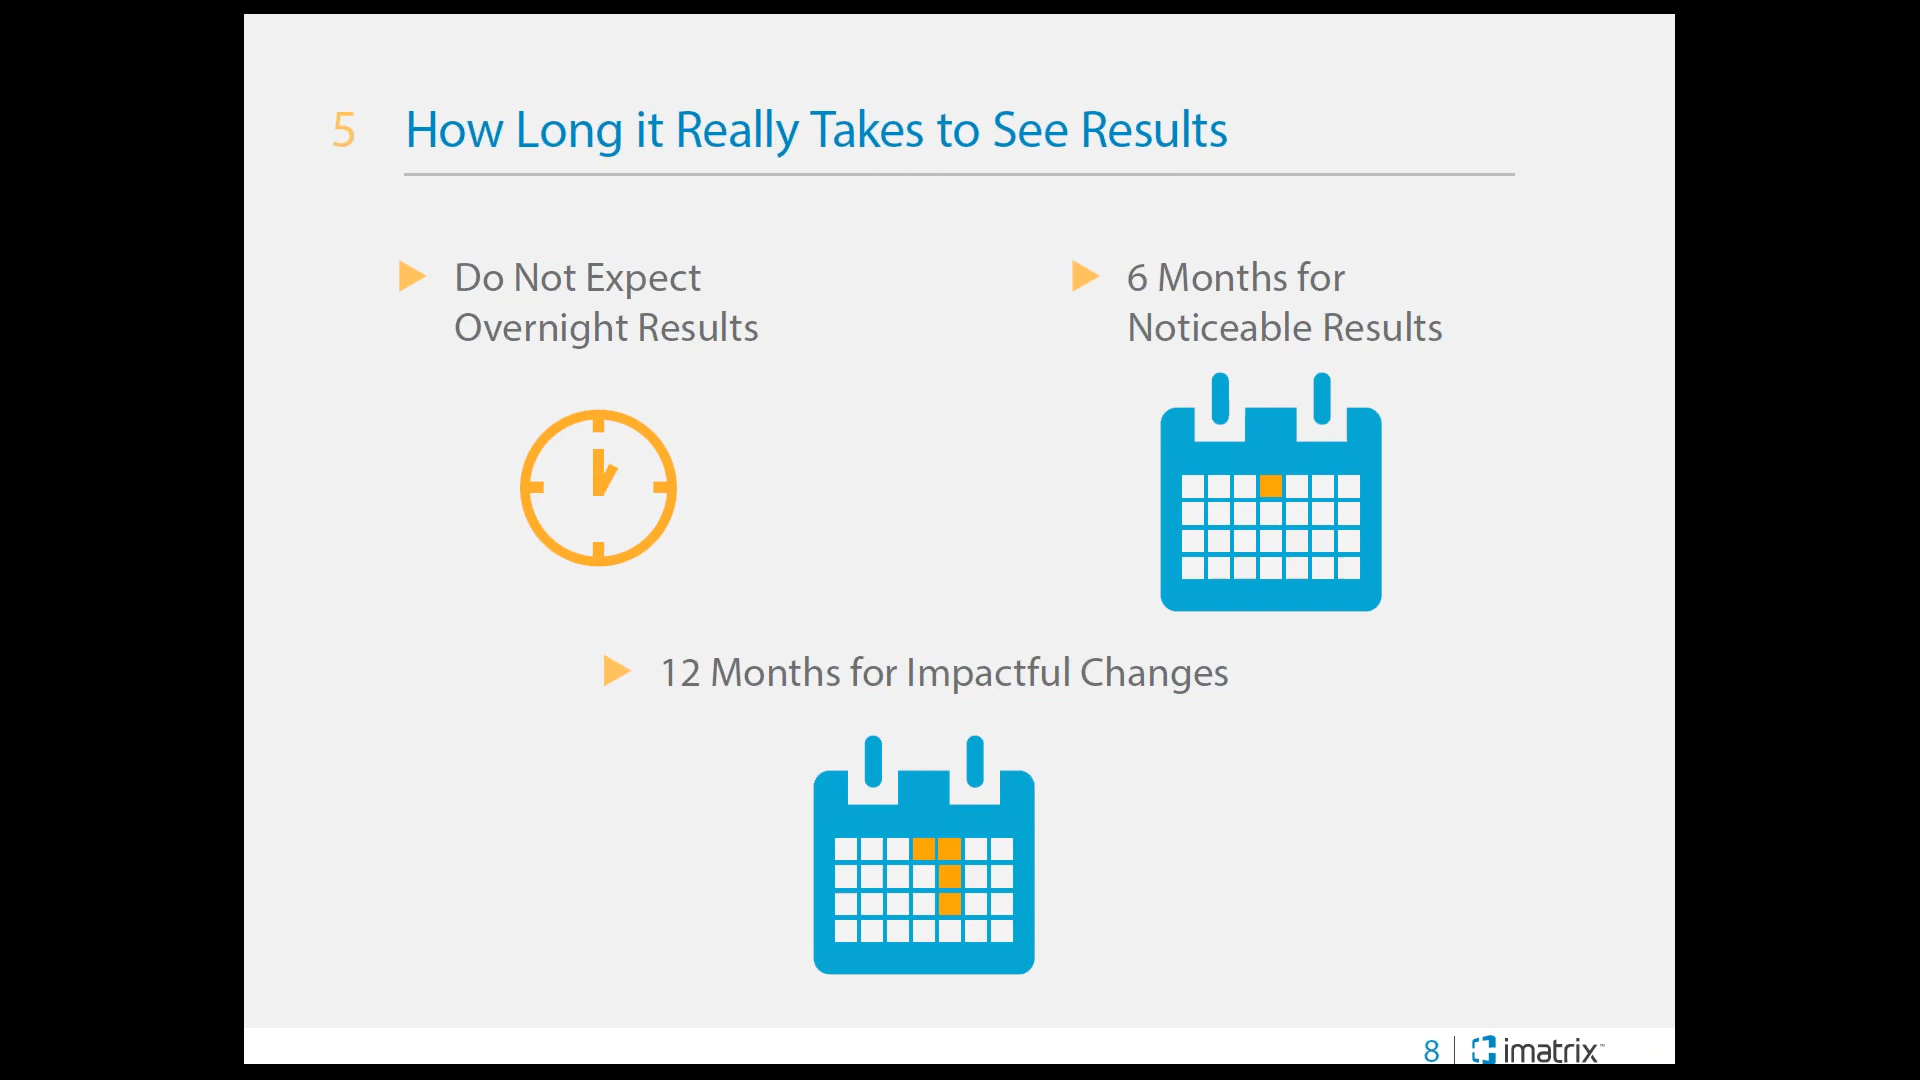 5 How Long it Really Takes to See Results
Do Not Expect
Overnight Results
6 Months for
Noticeable Results
12 Months for Impactful Changes
8 imatrix™